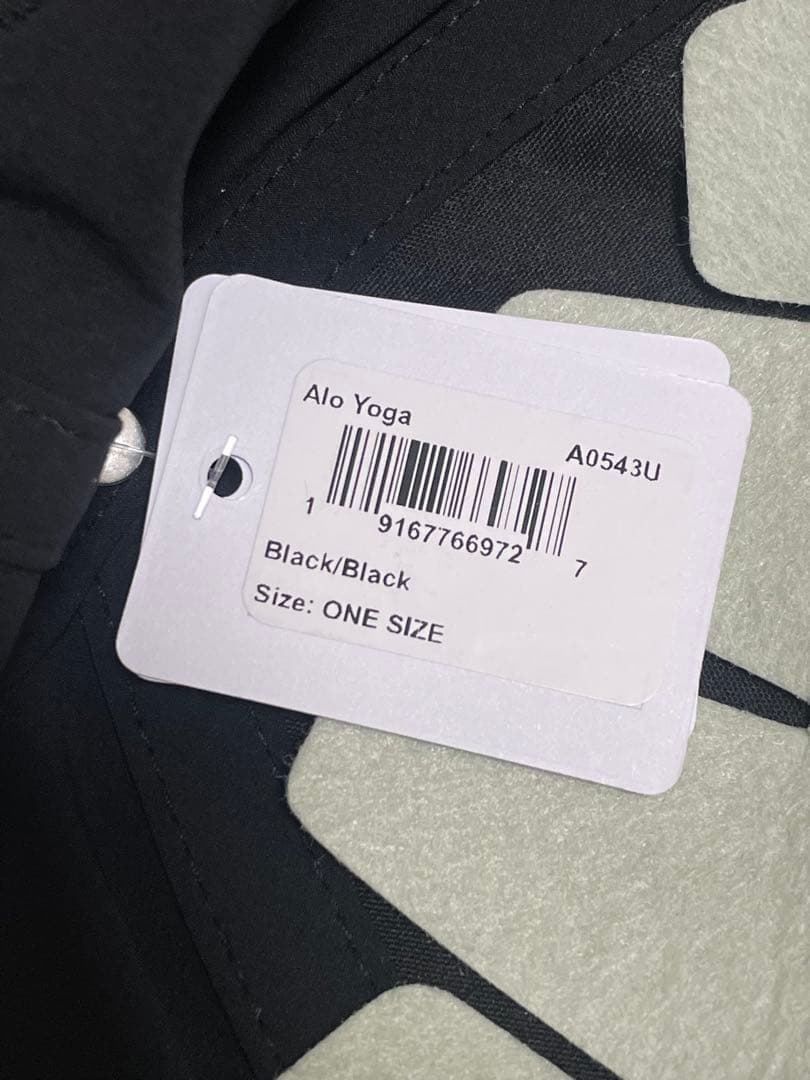 Alo Yoga
A0543U
1 9167766972 7
Black/Black
Size: ONE SIZE